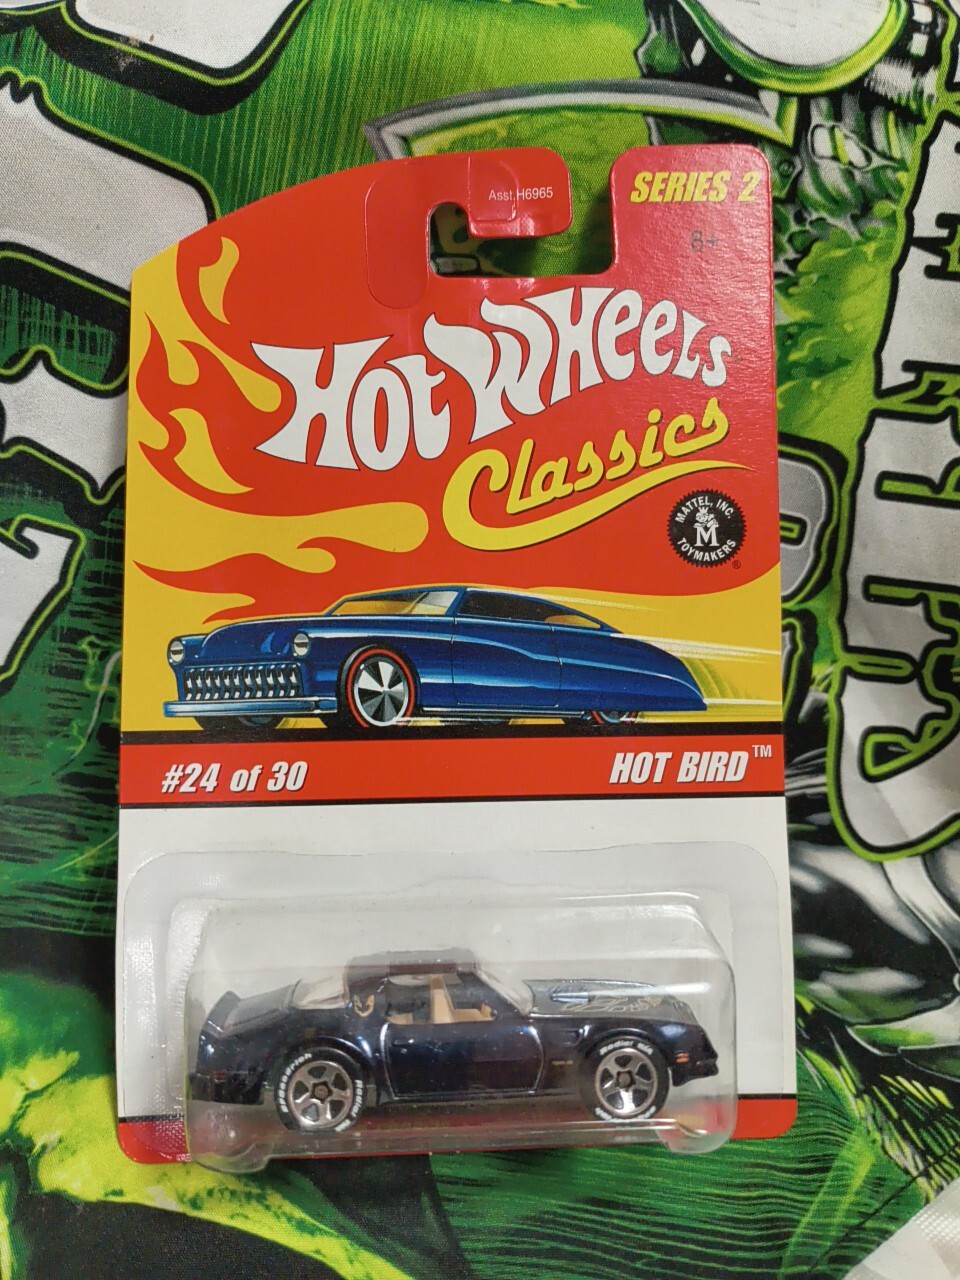 Asst.H6965
SERIES 2
8+
HOT WHEELS
Classics
MATTEL, INC.
M
TOYMAKERS
®
#24 of 30
HOT BIRD™